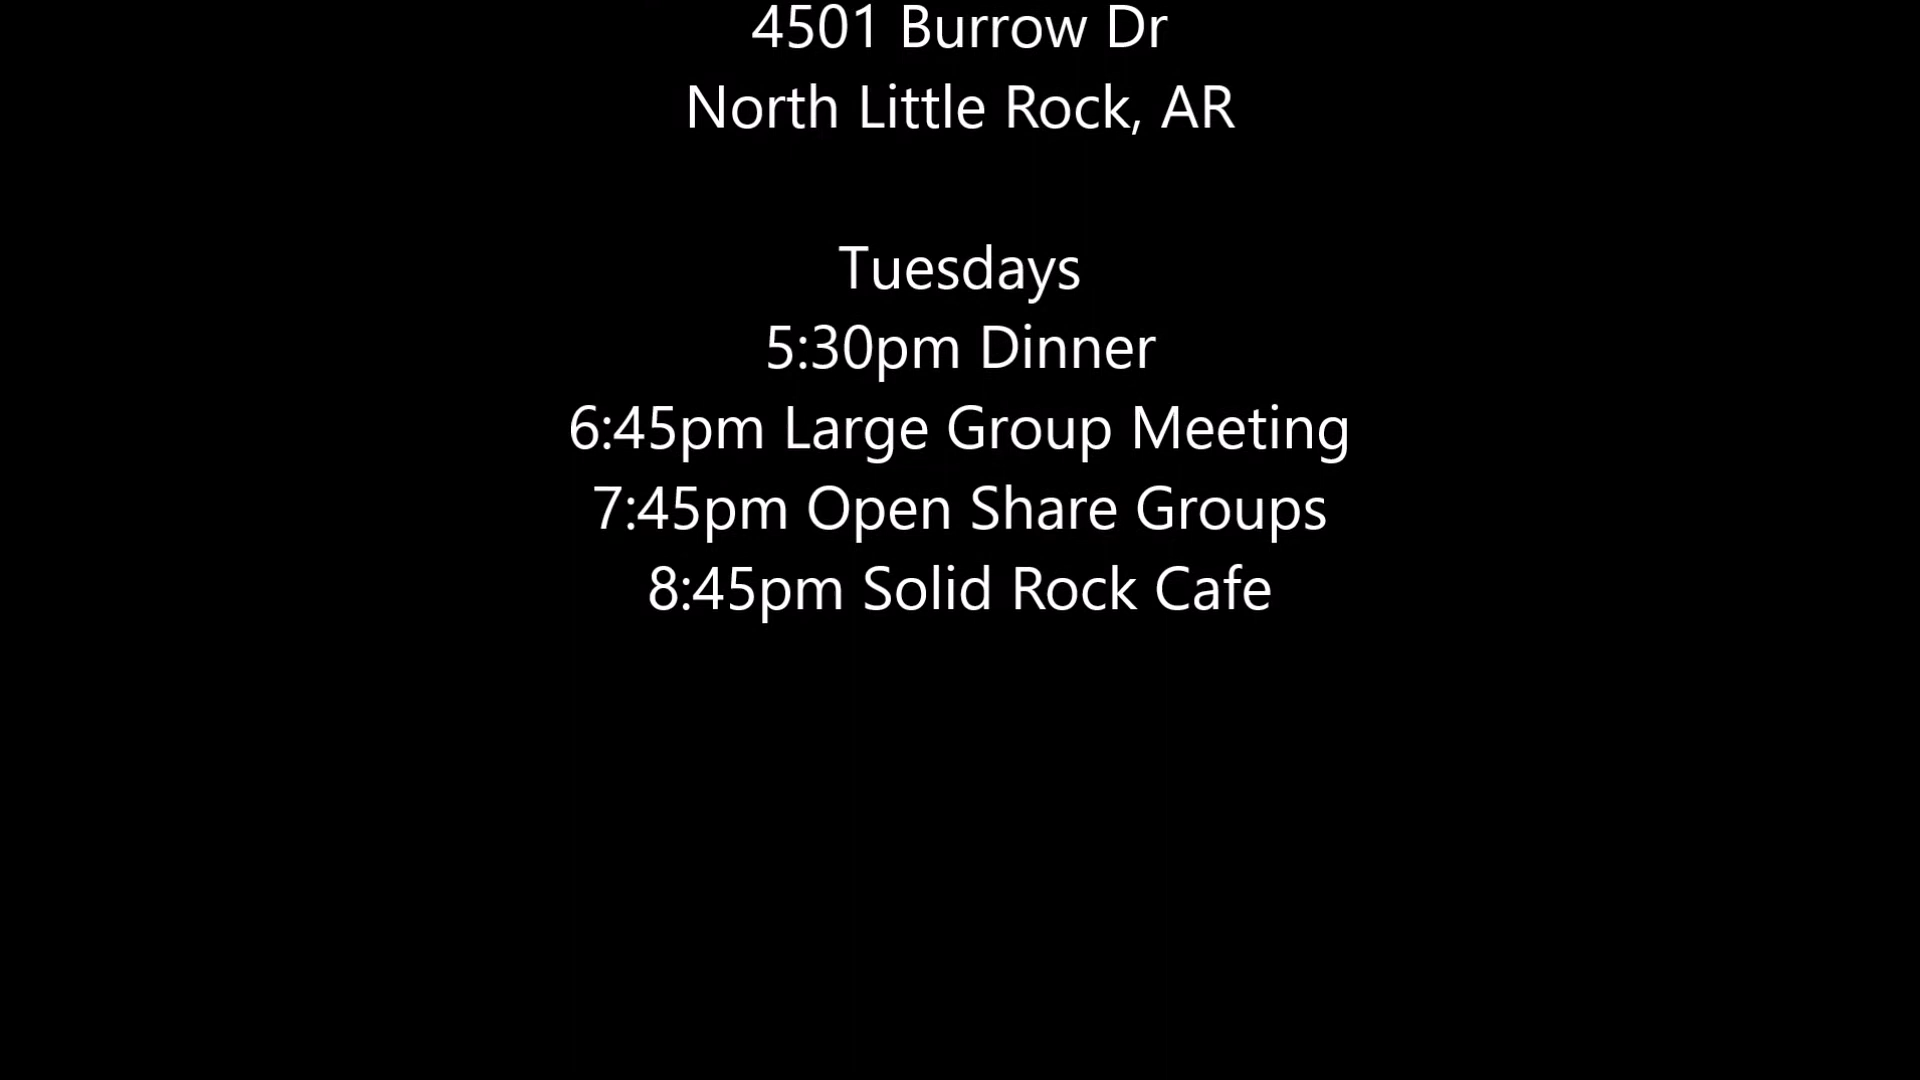 4501 Burrow Dr
North Little Rock, AR
Tuesdays
5:30pm Dinner
6:45pm Large Group Meeting
7:45pm Open Share Groups
8:45pm Solid Rock Cafe